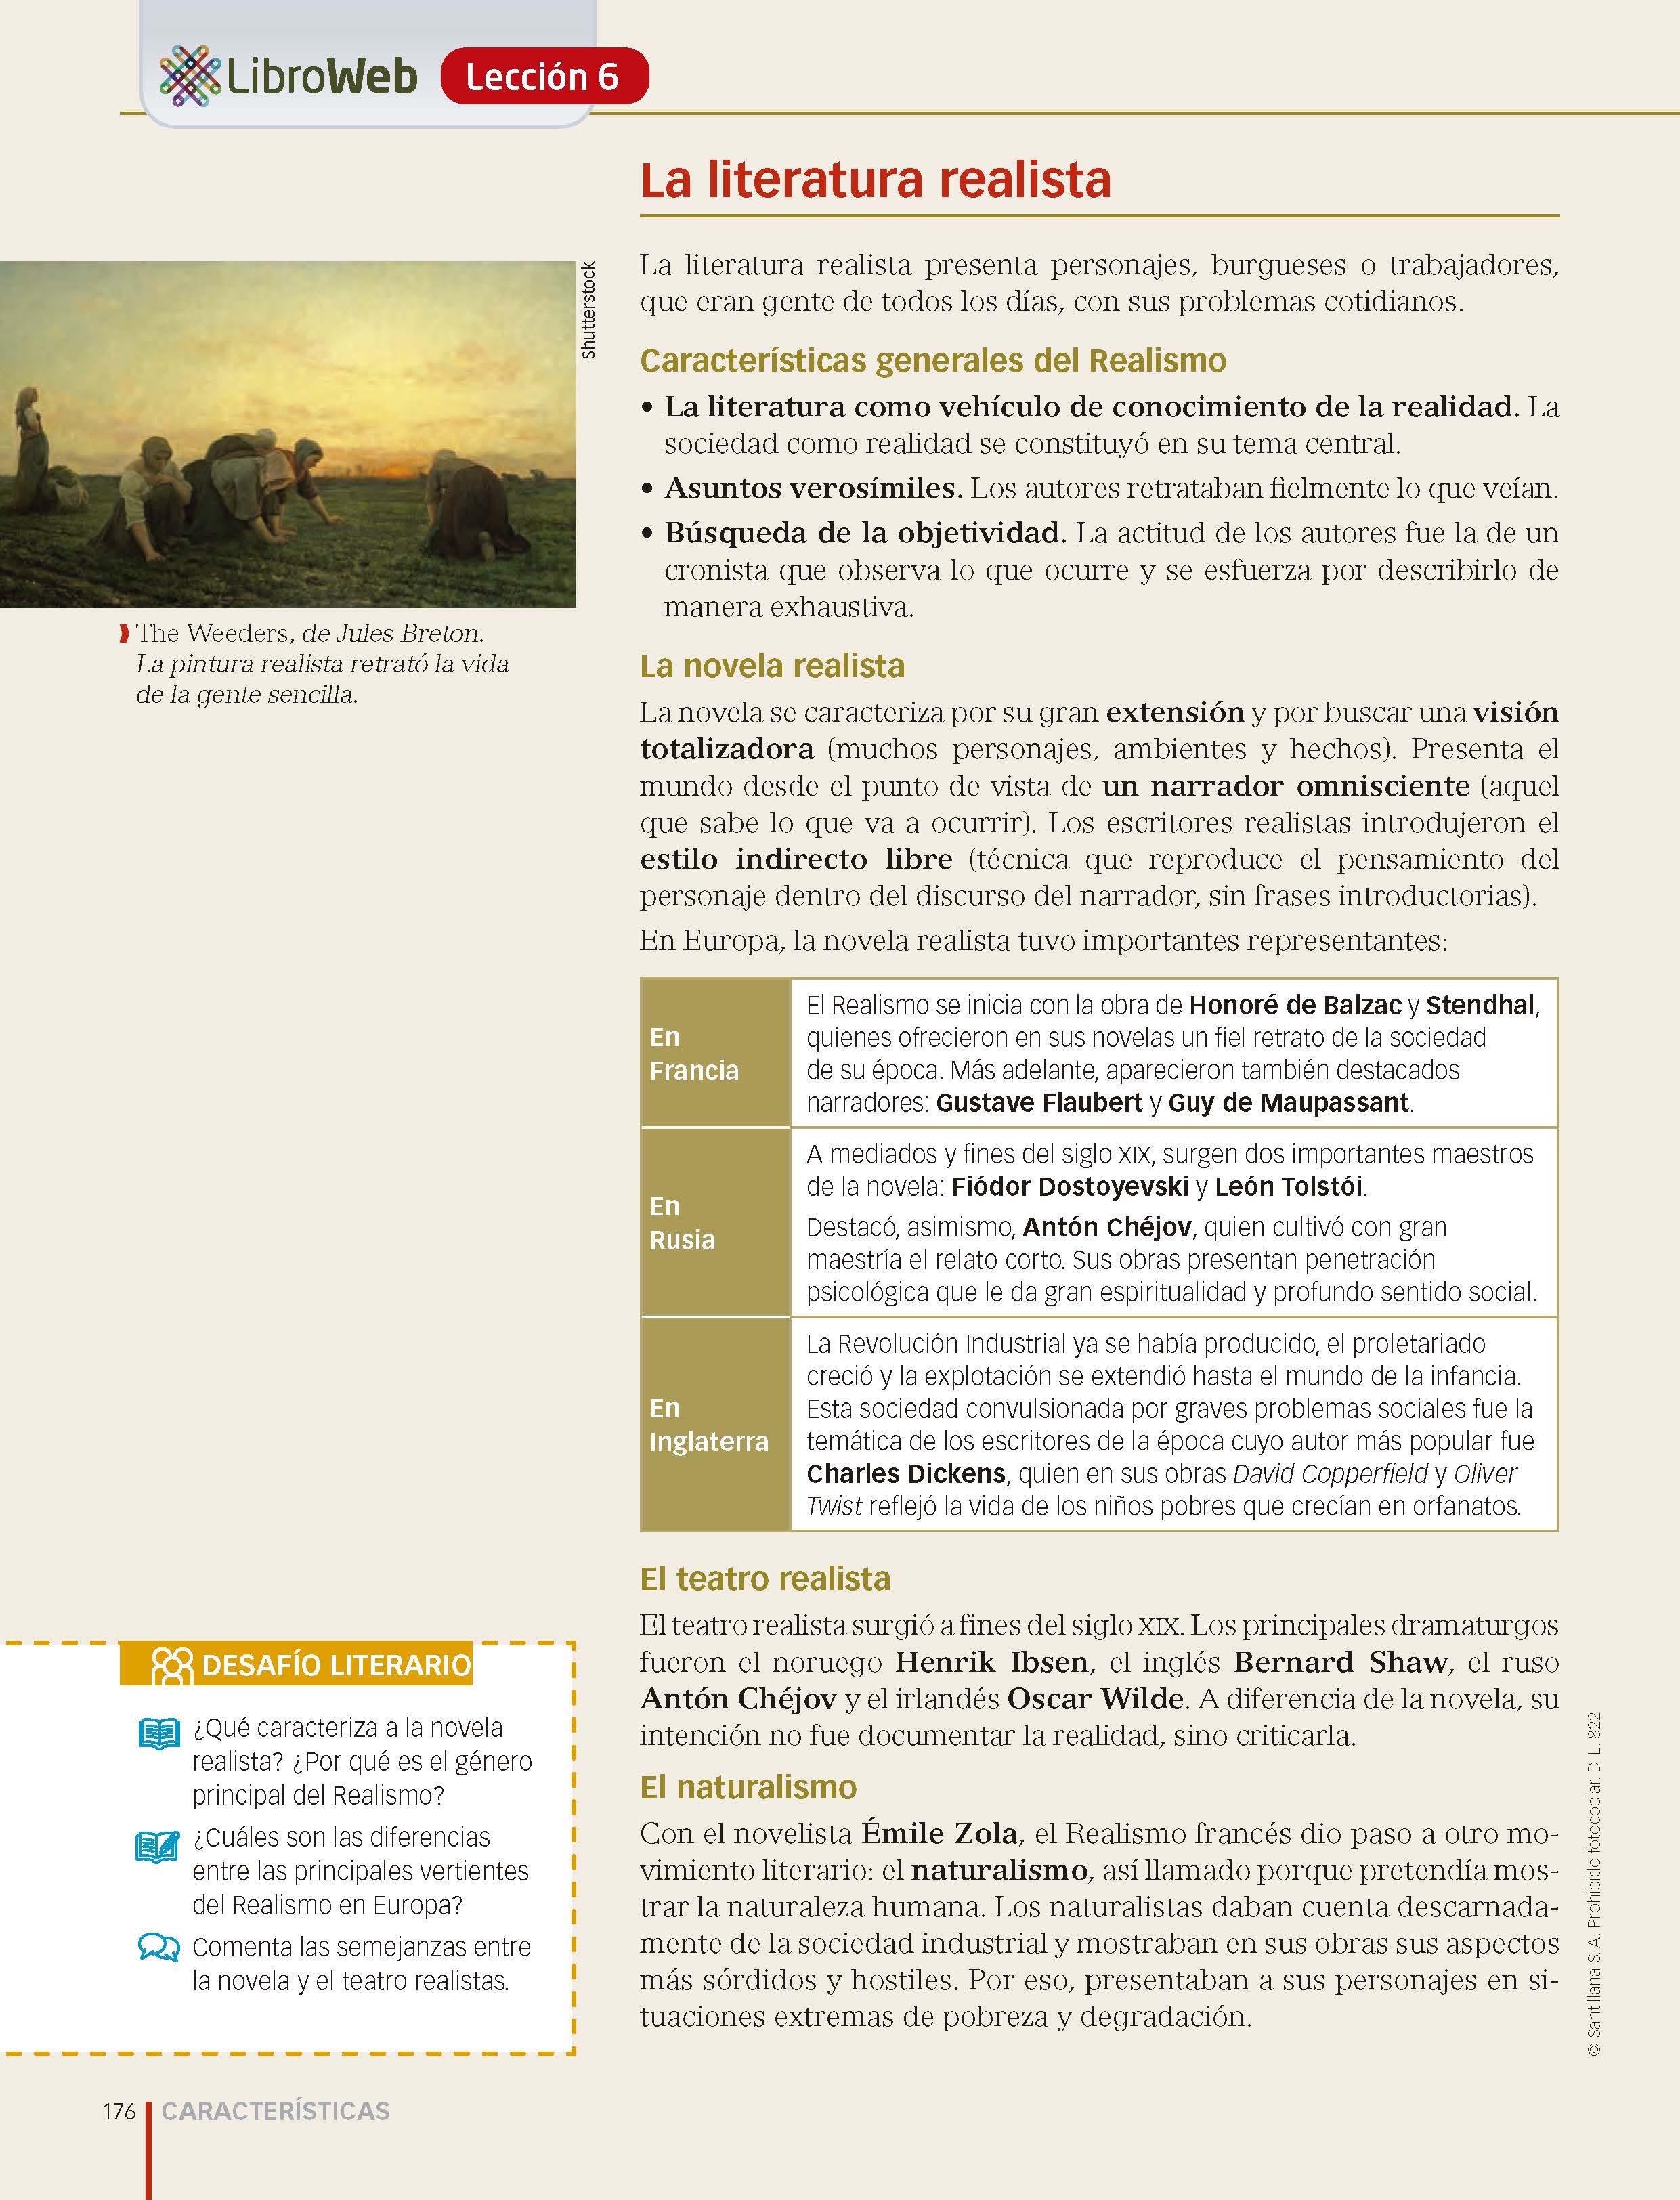 LibroWeb Lección 6
La literatura realista
La literatura realista presenta personajes, burgueses o trabajadores,
que eran gente de todos los días, con sus problemas cotidianos.
Características generales del Realismo
• La literatura como vehículo de conocimiento de la realidad. La
sociedad como realidad se constituyó en su tema central.
• Asuntos verosímiles. Los autores retrataban fielmente lo que veían.
• Búsqueda de la objetividad. La actitud de los autores fue la de un
cronista que observa lo que ocurre y se esfuerza por describirlo de
manera exhaustiva.
Shutterstock
The Weeders, de Jules Breton.
La pintura realista retrató la vida
de la gente sencilla.
La novela realista
La novela se caracteriza por su gran extensión y por buscar una visión
totalizadora (muchos personajes, ambientes y hechos). Presenta el
mundo desde el punto de vista de un narrador omnisciente (aquel
que sabe lo que va a ocurrir). Los escritores realistas introdujeron el
estilo indirecto libre (técnica que reproduce el pensamiento del
personaje dentro del discurso del narrador, sin frases introductorias).
En Europa, la novela realista tuvo importantes representantes:
En
Francia
El Realismo se inicia con la obra de Honoré de Balzac y Stendhal,
quienes ofrecieron en sus novelas un fiel retrato de la sociedad
de su época. Más adelante, aparecieron también destacados
narradores: Gustave Flaubert y Guy de Maupassant.
En
Rusia
A mediados y fines del siglo XIX, surgen dos importantes maestros
de la novela: Fiódor Dostoyevski y León Tolstói.
Destacó, asimismo, Antón Chéjov, quien cultivó con gran
maestría el relato corto. Sus obras presentan penetración
psicológica que le da gran espiritualidad y profundo sentido social.
En
Inglaterra
La Revolución Industrial ya se había producido, el proletariado
creció y la explotación se extendió hasta el mundo de la infancia.
Esta sociedad convulsionada por graves problemas sociales fue la
temática de los escritores de la época cuyo autor más popular fue
Charles Dickens, quien en sus obras David Copperfield y Oliver
Twist reflejó la vida de los niños pobres que crecían en orfanatos.
El teatro realista
El teatro realista surgió a fines del siglo XIX. Los principales dramaturgos
fueron el noruego Henrik Ibsen, el inglés Bernard Shaw, el ruso
Antón Chéjov y el irlandés Oscar Wilde. A diferencia de la novela, su
intención no fue documentar la realidad, sino criticarla.
El naturalismo
Con el novelista Émile Zola, el Realismo francés dio paso a otro mo-
vimiento literario: el naturalismo, así llamado porque pretendía mos-
trar la naturaleza humana. Los naturalistas daban cuenta descarnada-
mente de la sociedad industrial y mostraban en sus obras sus aspectos
más sórdidos y hostiles. Por eso, presentaban a sus personajes en si-
tuaciones extremas de pobreza y degradación.
DESAFÍO LITERARIO
¿Qué caracteriza a la novela
realista? ¿Por qué es el género
principal del Realismo?
¿Cuáles son las diferencias
entre las principales vertientes
del Realismo en Europa?
Comenta las semejanzas entre
la novela y el teatro realistas.
© Santillana S. A. Prohibido fotocopiar. D. L. 822
176 CARACTERÍSTICAS